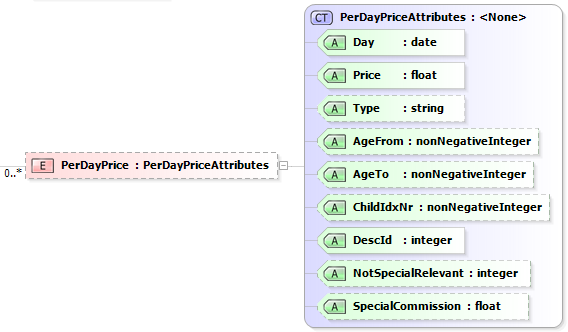 CT PerDayPriceAttributes : <None>
A Day : date
A Price : float
A Type : string
A AgeFrom : nonNegativeInteger
E PerDayPrice : PerDayPriceAttributes
0..*
A AgeTo : nonNegativeInteger
A ChildIdxNr : nonNegativeInteger
A DescId : integer
A NotSpecialRelevant : integer
A SpecialCommission : float